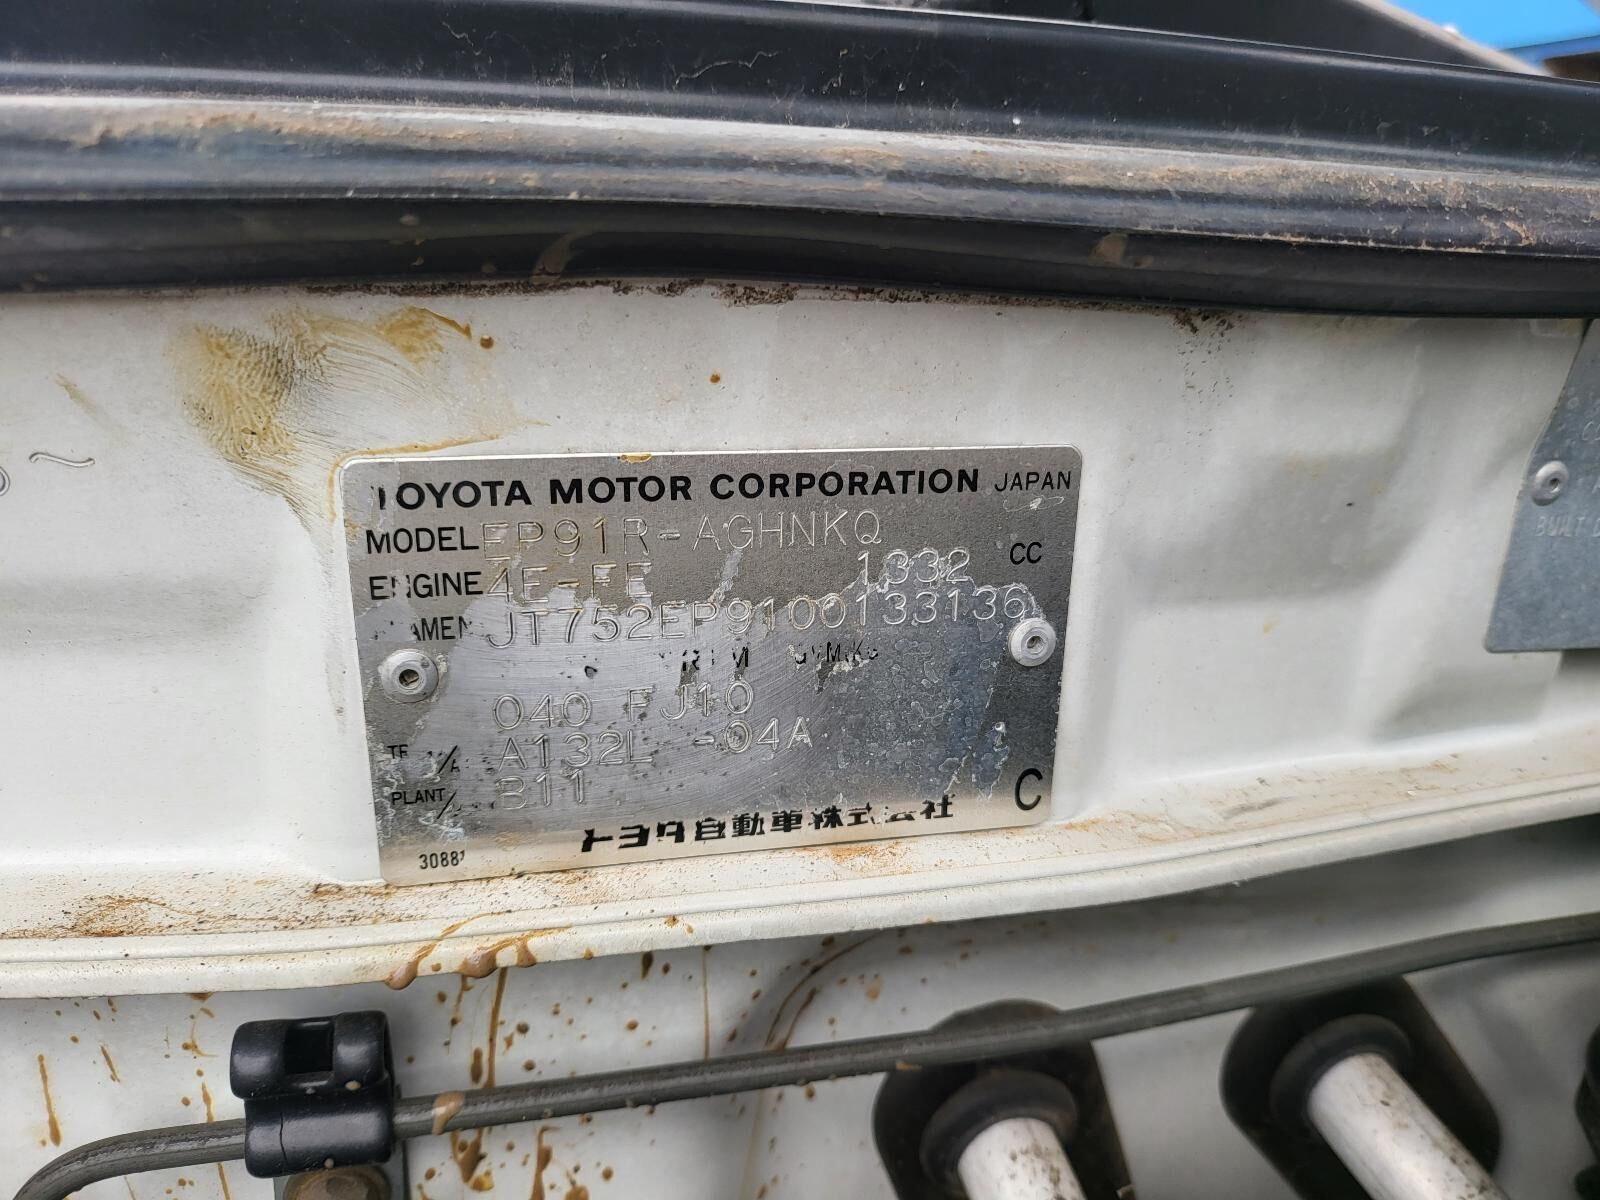 TOYOTA MOTOR CORPORATION JAPAN
MODEL EP91R-AGHNKQ
ENGINE 4E-FE 1332 CC
JT752EP9100133136
040 FJ10
A132L -04A
PLANT/ B11
トヨタ自動車株式会社 C
BUILT